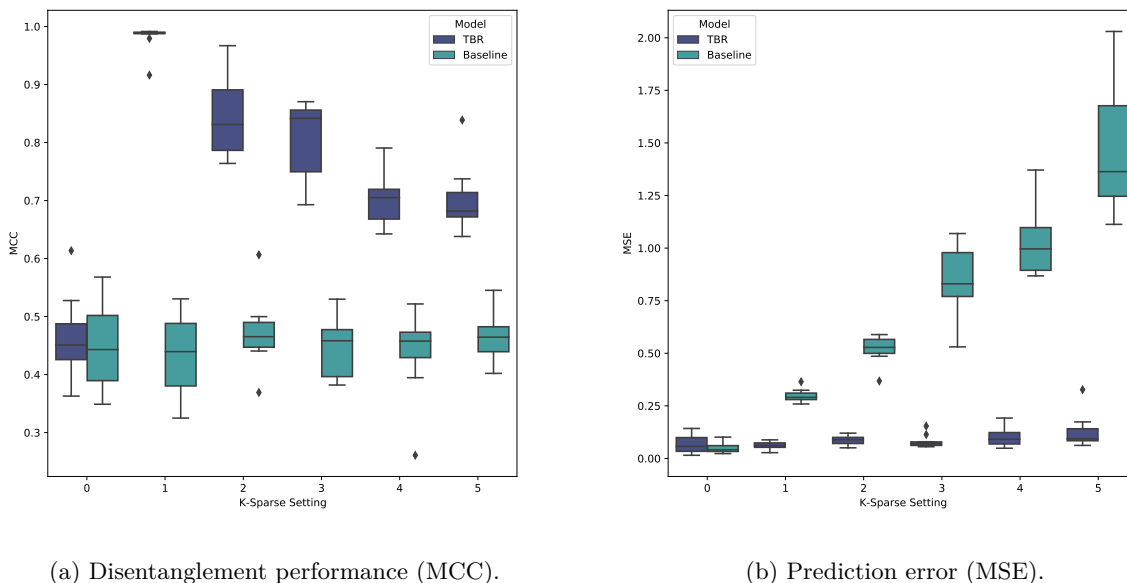 1.0
0.9
0.8
0.7
0.6
0.5
0.4
0.3
MCC
Model
TBR
Baseline
0 1 2 3 4 5
K-Sparse Setting
2.00
1.75
1.50
1.25
1.00
0.75
0.50
0.25
0.00
MSE
Model
TBR
Baseline
0 1 2 3 4 5
K-Sparse Setting
(a) Disentanglement performance (MCC).
(b) Prediction error (MSE).